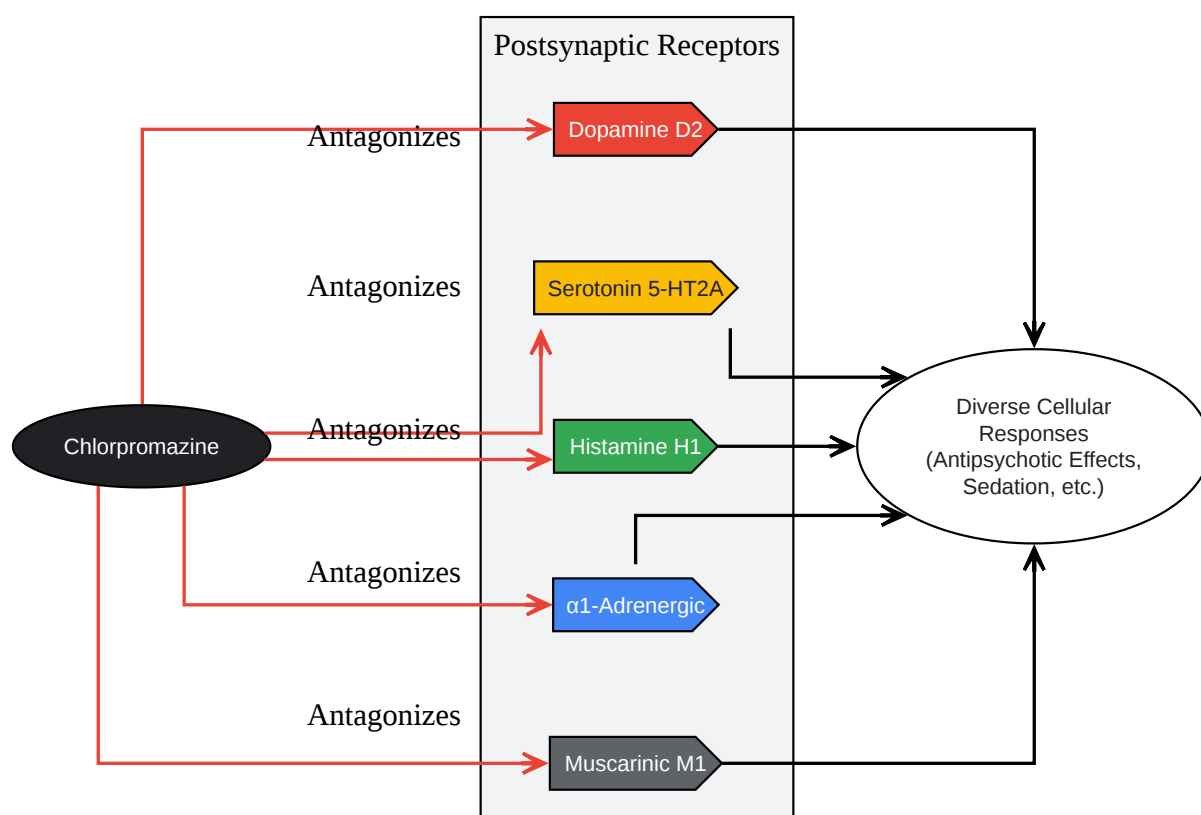 Postsynaptic Receptors
Antagonizes
Dopamine D2
Antagonizes
Serotonin 5-HT2A
Chlorpromazine
Antagonizes
Histamine H1
Diverse Cellular
Responses
(Antipsychotic Effects,
Sedation, etc.)
Antagonizes
α1-Adrenergic
Antagonizes
Muscarinic M1